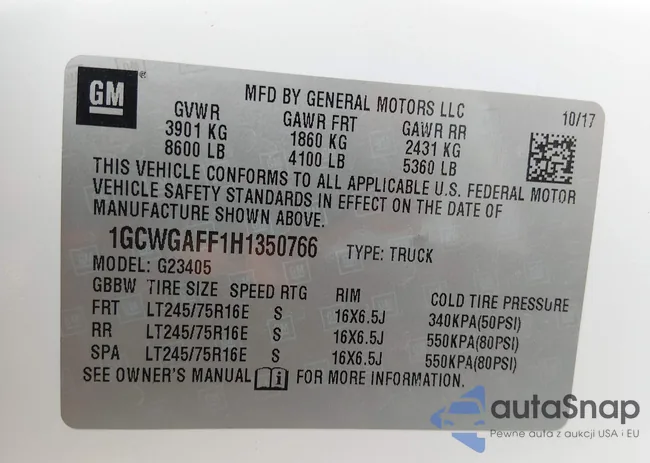 GM
MFD BY GENERAL MOTORS LLC 10/17
GVWR GAWR FRT GAWR RR
3901 KG 1860 KG 2431 KG
8600 LB 4100 LB 5360 LB
THIS VEHICLE CONFORMS TO ALL APPLICABLE U.S. FEDERAL MOTOR
VEHICLE SAFETY STANDARDS IN EFFECT ON THE DATE OF
MANUFACTURE SHOWN ABOVE.
1GCWGAFF1H1350766 TYPE: TRUCK
MODEL: G23405
GBBW TIRE SIZE SPEED RTG RIM COLD TIRE PRESSURE
FRT LT245/75R16E S 16X6.5J 340KPA(50PSI)
RR LT245/75R16E S 16X6.5J 550KPA(80PSI)
SPA LT245/75R16E S 16X6.5J 550KPA(80PSI)
SEE OWNER'S MANUAL FOR MORE INFORMATION.
autaSnap
Pewne auta z aukcji USA i EU